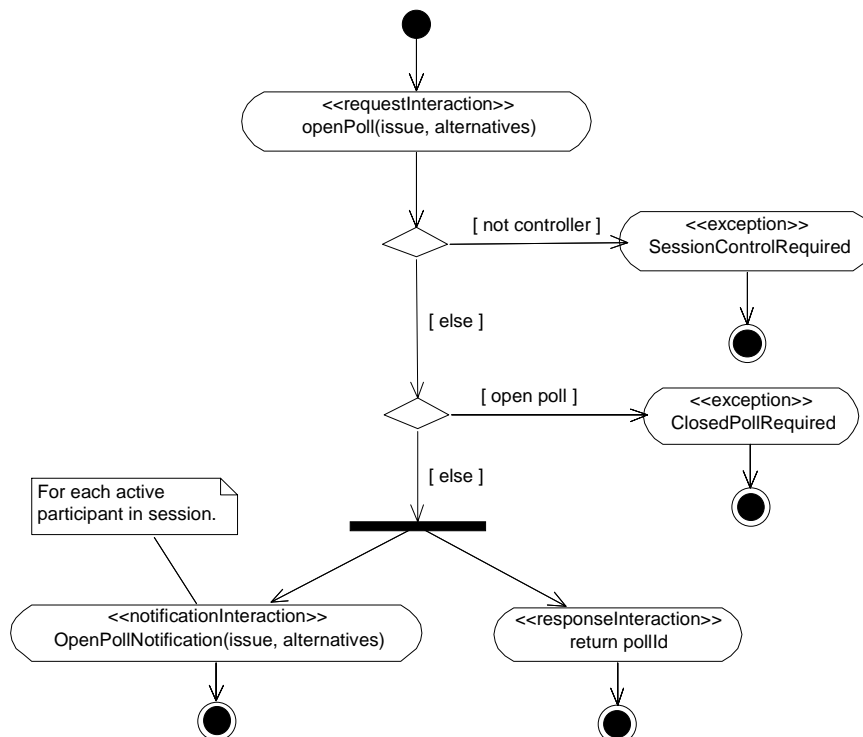 <<requestInteraction>>
openPoll(issue, alternatives)
[ not controller ]
<<exception>>
SessionControlRequired
[ else ]
[ open poll ]
<<exception>>
ClosedPollRequired
[ else ]
For each active
participant in session.
<<notificationInteraction>>
OpenPollNotification(issue, alternatives)
<<responseInteraction>>
return pollId